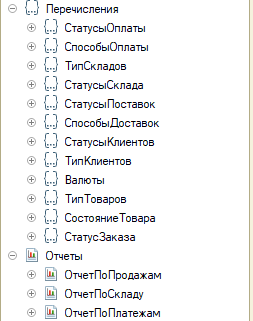 Перечисления
СтатусыОплаты
СпособыОплаты
ТипСкладов
СтатусыСклада
СтатусыПоставок
СпособыДоставок
СтатусыКлиентов
ТипКлиентов
Валюты
ТипТоваров
СостояниеТовара
СтатусЗаказа
Отчеты
ОтчетПоПродажам
ОтчетПоСкладу
ОтчетПоПлатежам